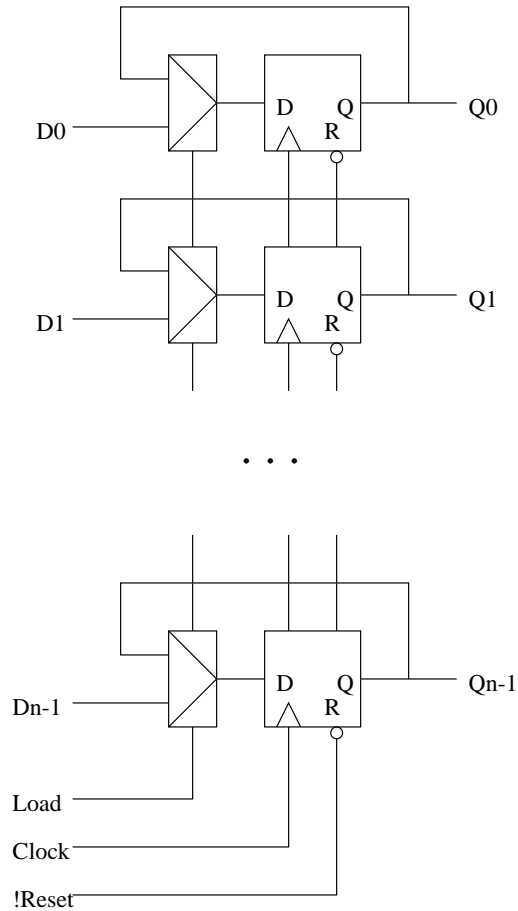 D Q Q0
D0 R
D Q Q1
D1 R
. . .
D Q Qn-1
Dn-1 R
Load
Clock
!Reset